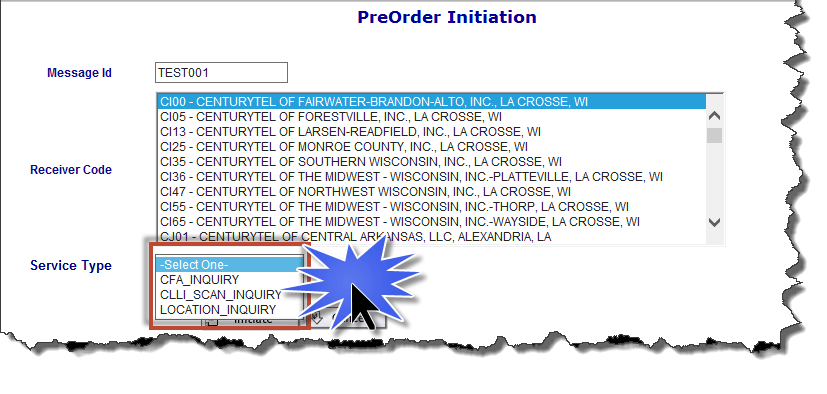 PreOrder Initiation
Message Id
TEST001
CI00 - CENTURYTEL OF FAIRWATER-BRANDON-ALTO, INC., LA CROSSE, WI
CI05 - CENTURYTEL OF FORESTVILLE, INC., LA CROSSE, WI
CI13 - CENTURYTEL OF LARSEN-READFIELD, INC., LA CROSSE, WI
CI25 - CENTURYTEL OF MONROE COUNTY, INC., LA CROSSE, WI
CI35 - CENTURYTEL OF SOUTHERN WISCONSIN, INC., LA CROSSE, WI
Receiver Code
CI36 - CENTURYTEL OF THE MIDWEST - WISCONSIN, INC.-PLATTEVILLE, LA CROSSE, WI
CI47 - CENTURYTEL OF NORTHWEST WISCONSIN, INC., LA CROSSE, WI
CI55 - CENTURYTEL OF THE MIDWEST - WISCONSIN, INC.-THORP, LA CROSSE, WI
CI65 - CENTURYTEL OF THE MIDWEST - WISCONSIN, INC.-WAYSIDE, LA CROSSE, WI
CJ01 - CENTURYTEL OF CENTRAL ARKANSAS, LLC, ALEXANDRIA, LA
Service Type
-Select One-
CFA_INQUIRY
CLLI_SCAN_INQUIRY
LOCATION_INQUIRY
Initiate